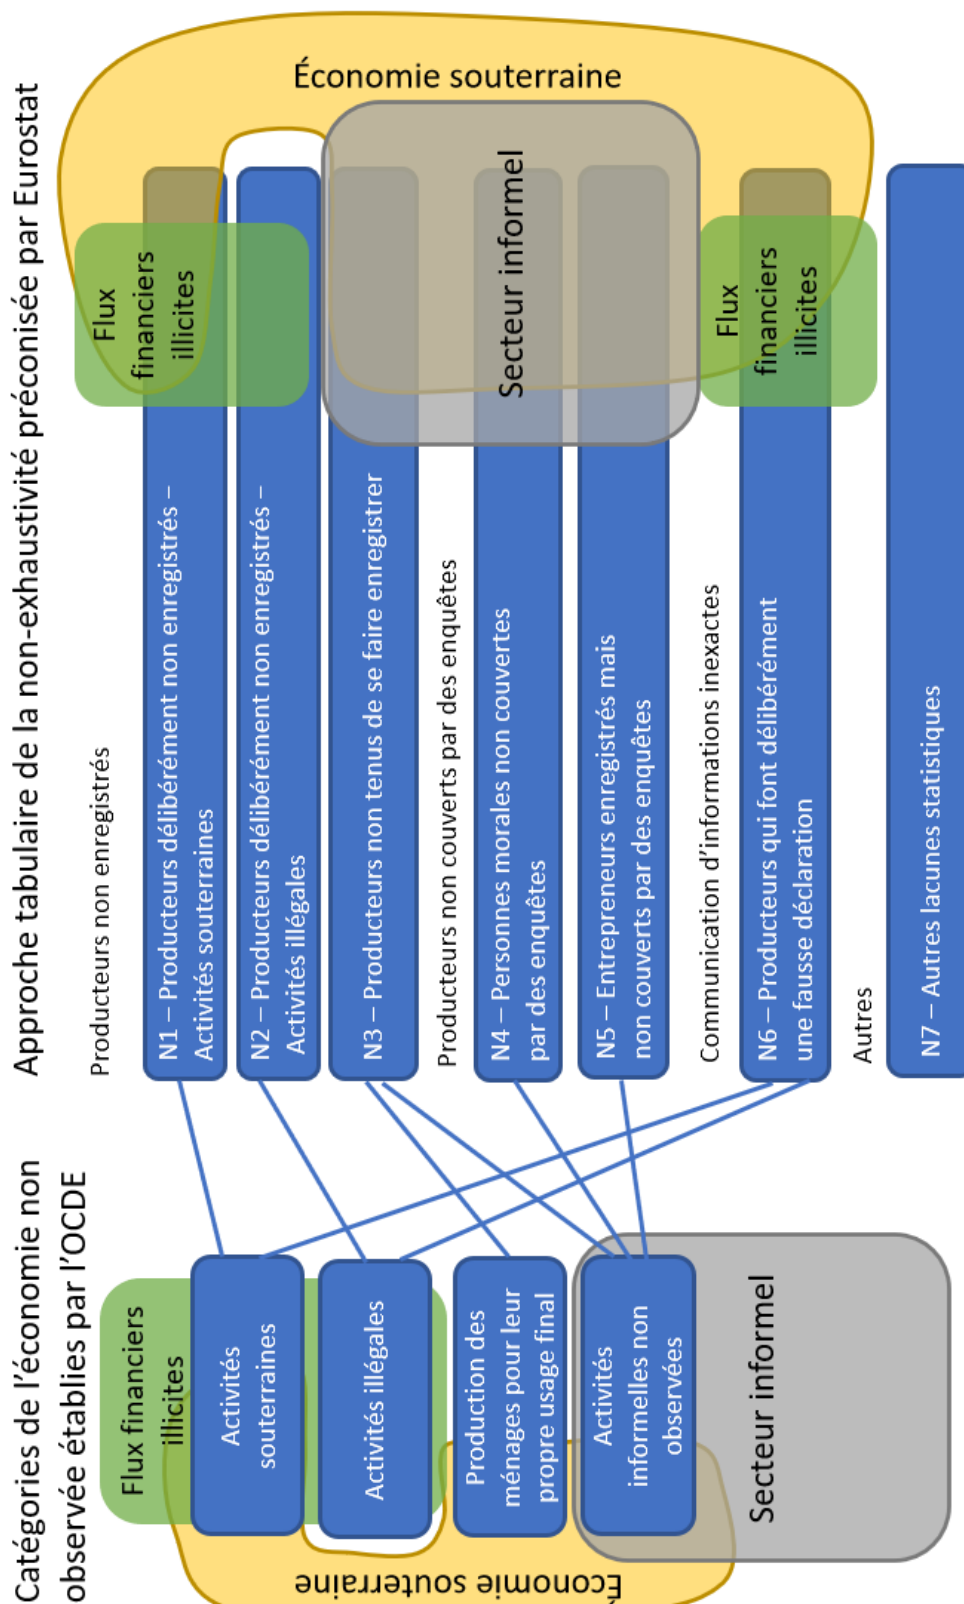 Catégories de l'économie non
observée établies par l'OCDE
Flux financiers
illicites
Activités
souterraines
Activités illégales
Production des
ménages pour leur
propre usage final
Activités
informelles non
observées
Économie souterraine
Secteur informel
Approche tabulaire de la non-exhaustivité préconisée par Eurostat
Producteurs non enregistrés
N1 – Producteurs délibérément non enregistrés –
Activités souterraines
N2 – Producteurs délibérément non enregistrés –
Activités illégales
N3 – Producteurs non tenus de se faire enregistrer
Producteurs non couverts par des enquêtes
N4 – Personnes morales non couvertes
par des enquêtes
N5 – Entrepreneurs enregistrés mais
non couverts par des enquêtes
Communication d'informations inexactes
N6 – Producteurs qui font délibérément
une fausse déclaration
Autres
N7 – Autres lacunes statistiques
Flux
financiers
illicites
Économie souterraine
Secteur informel
Flux
financiers
illicites